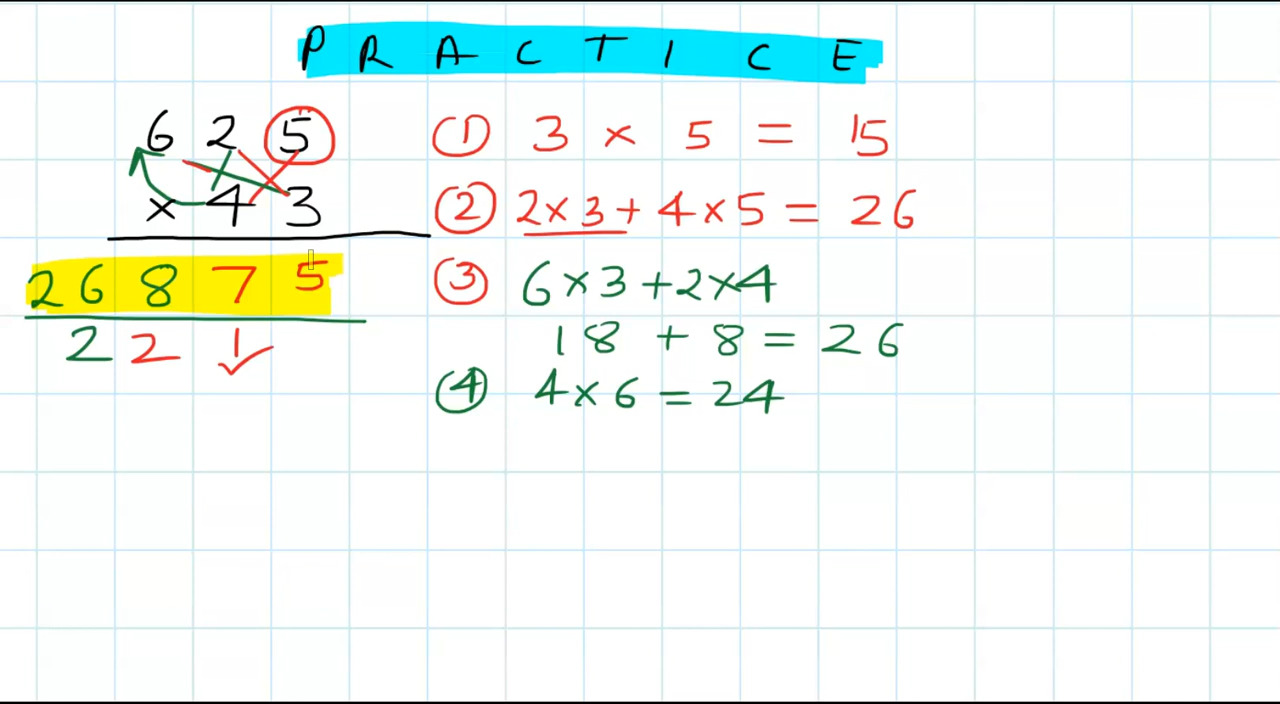 PRACTICE
6 2 5
× 4 3
2 6 8 7 5
2 2 1
① 3 × 5 = 15
② 2×3+4×5 = 26
③ 6×3+2×4
18 + 8 = 26
④ 4×6 = 24